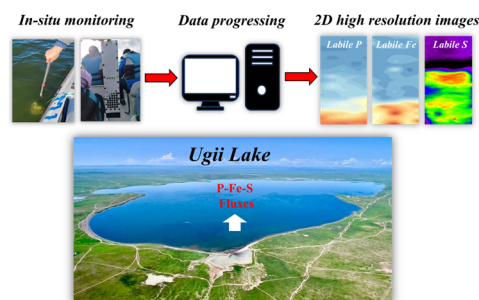 In-situ monitoring
Data progressing
2D high resolution images
Labile P
Labile Fe
Labile S
Ugii Lake
P-Fe-S
Fluxes